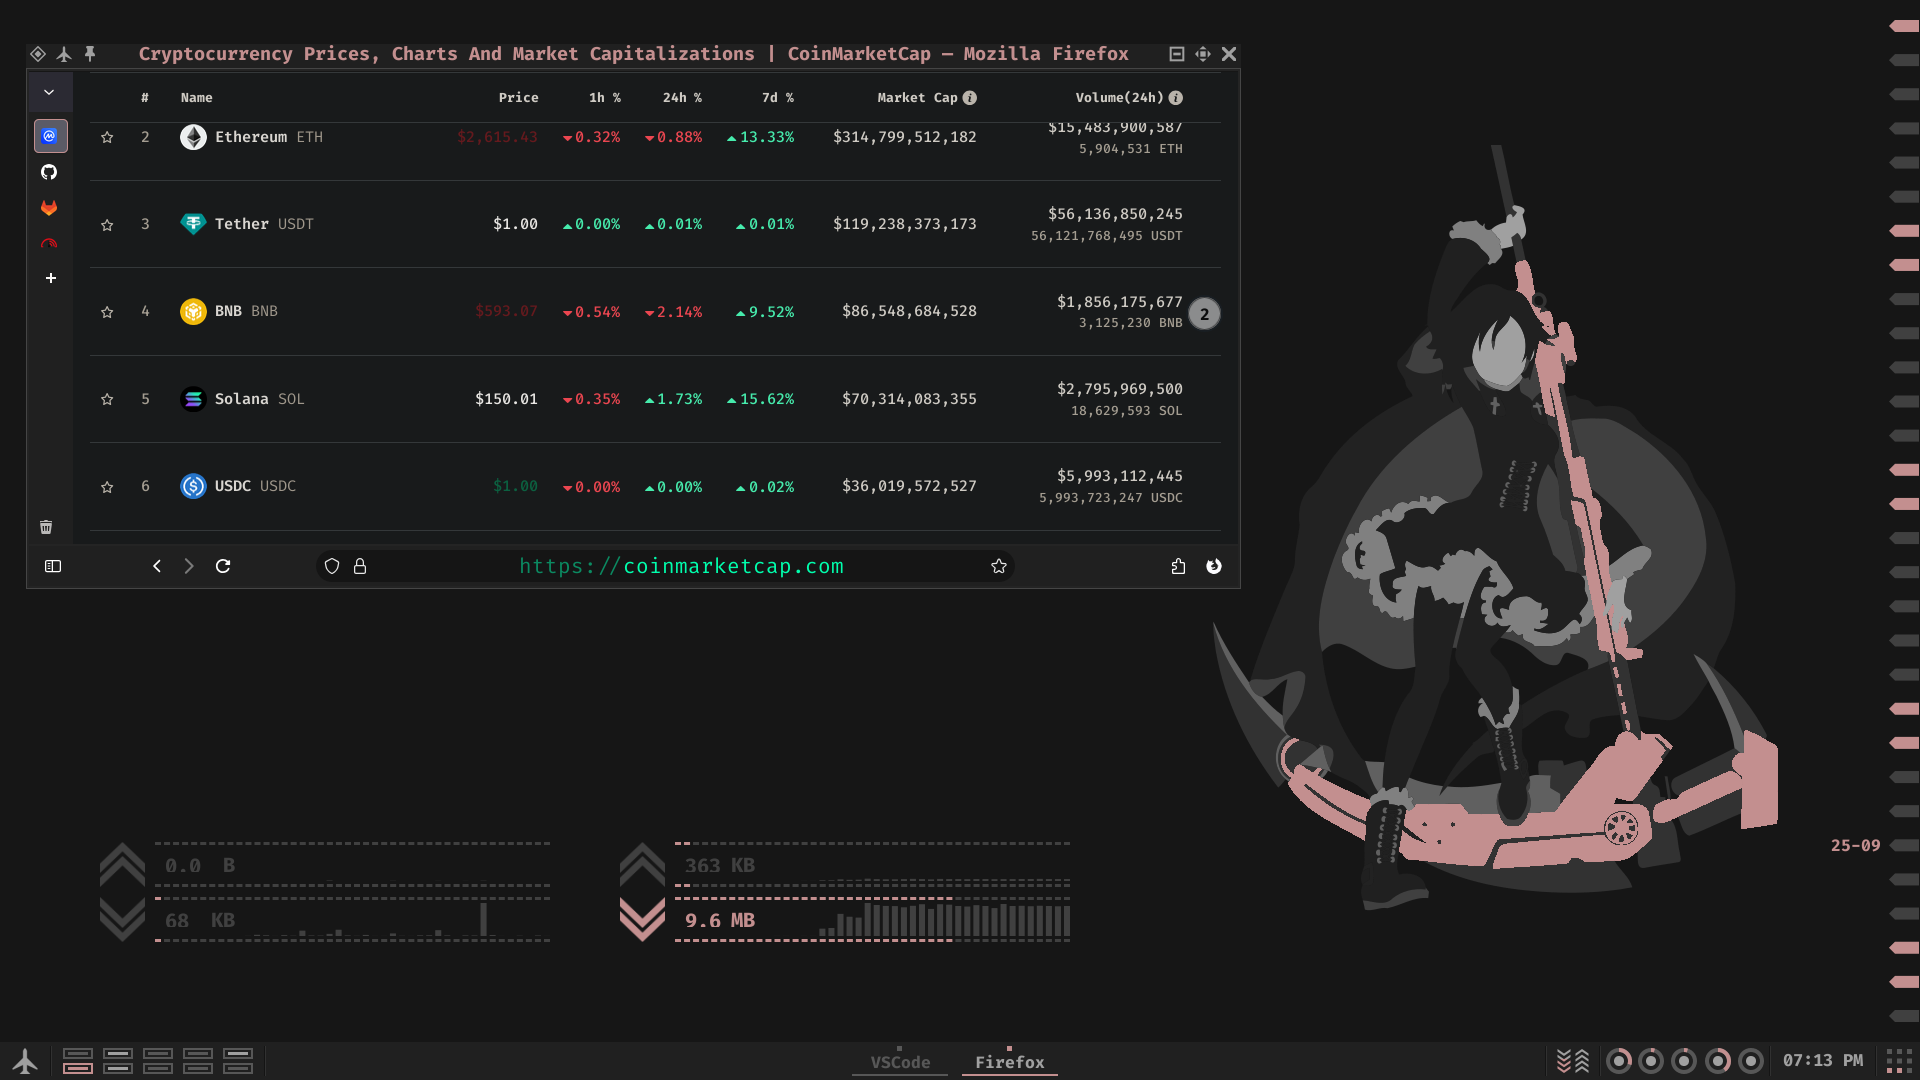 Cryptocurrency Prices, Charts And Market Capitalizations | CoinMarketCap — Mozilla Firefox
# Name Price 1h % 24h % 7d % Market Cap Volume(24h)
2 Ethereum ETH $2,615.43 0.32% 0.88% 13.33% $314,799,512,182 $15,483,900,587
5,904,531 ETH
3 Tether USDT $1.00 0.00% 0.01% 0.01% $119,238,373,173 $56,136,850,245
56,121,768,495 USDT
4 BNB BNB $593.07 0.54% 2.14% 9.52% $86,548,684,528 $1,856,175,677
3,125,230 BNB
2
5 Solana SOL $150.01 0.35% 1.73% 15.62% $70,314,083,355 $2,795,969,500
18,629,593 SOL
6 USDC USDC $1.00 0.00% 0.00% 0.02% $36,019,572,527 $5,993,112,445
5,993,723,247 USDC
https://coinmarketcap.com
0.0 B
68 KB
363 KB
9.6 MB
25-09
VSCode Firefox
07:13 PM